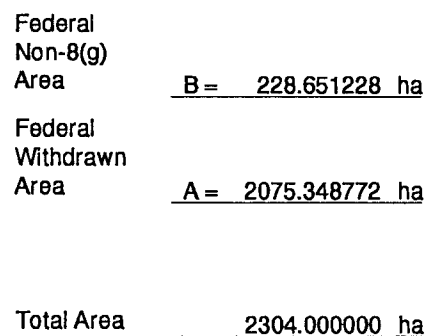 Federal
Non-8(g)
Area B = 228.651228 ha
Federal
Withdrawn
Area A = 2075.348772 ha
Total Area 2304.000000 ha